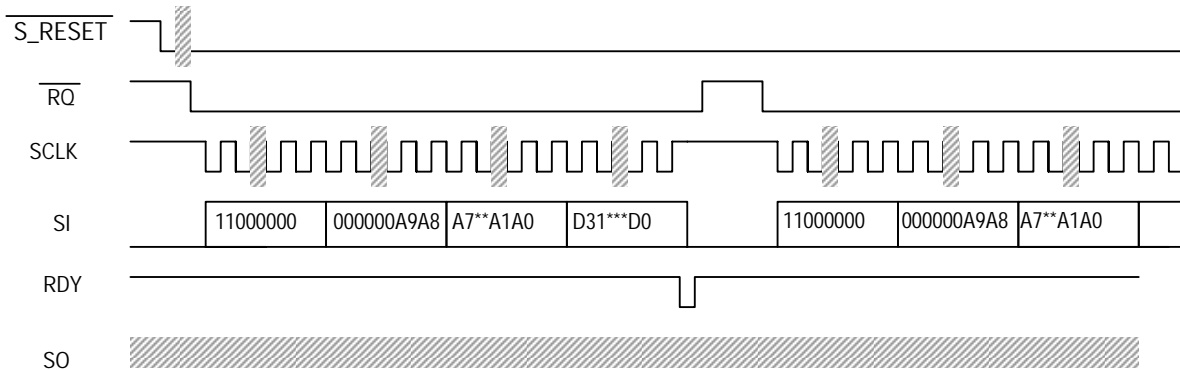 S_RESET
RQ
SCLK
SI 11000000 000000A9A8 A7**A1A0 D31***D0 11000000 000000A9A8 A7**A1A0
RDY
SO